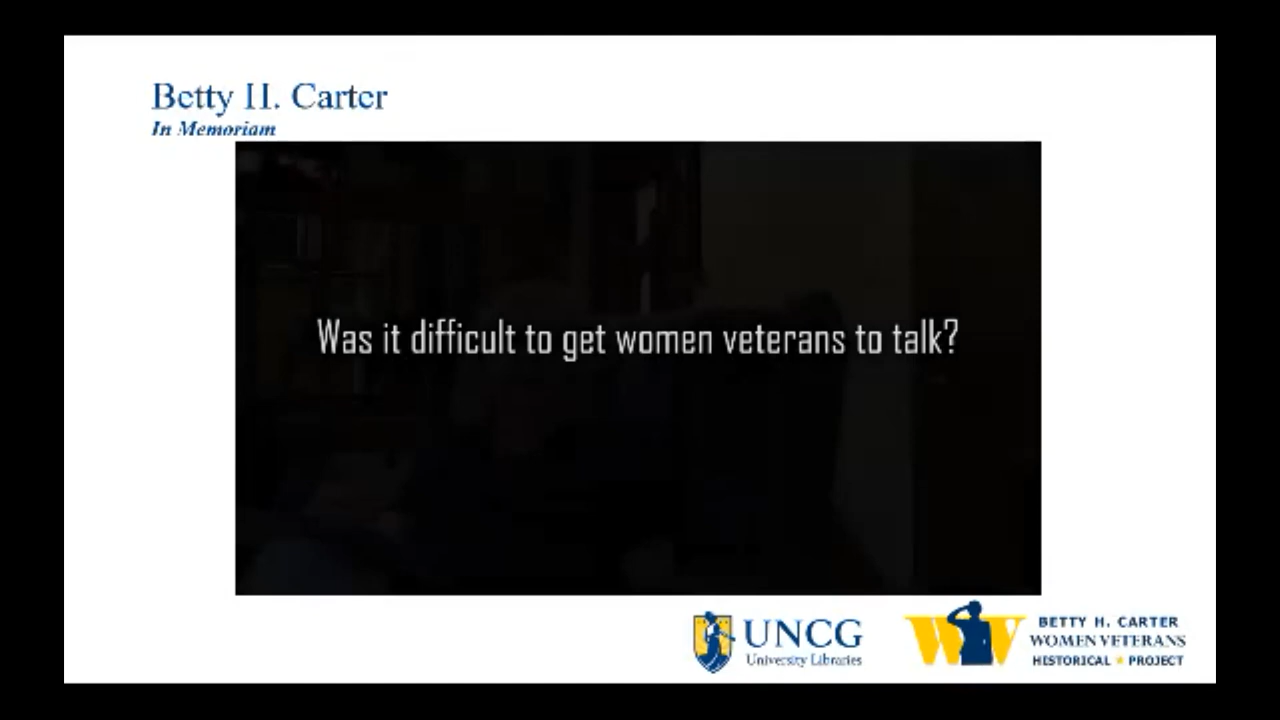 Betty H. Carter
In Memoriam
Was it difficult to get women veterans to talk?
UNCG
University Libraries
WV
BETTY H. CARTER
WOMEN VETERANS
HISTORICAL ★ PROJECT